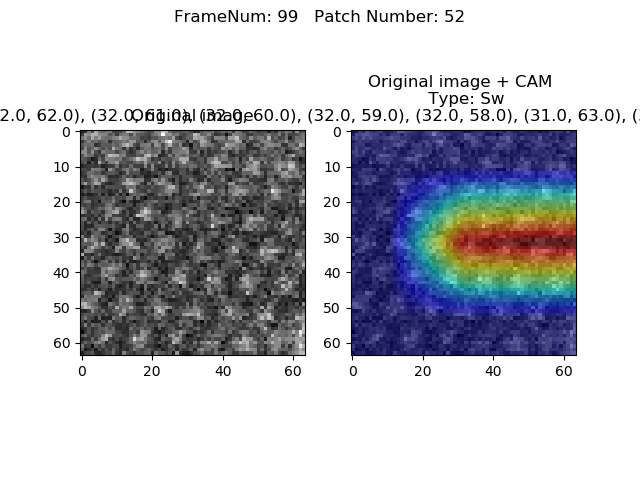 FrameNum: 99   Patch Number: 52
Original image + CAM
Type: Sw
2.0, 62.0), (32.0, 61.0), (32.0, 60.0), (32.0, 59.0), (32.0, 58.0), (31.0, 63.0), (3
Original image
0
10
20
30
40
50
60
0 20 40 60
0
10
20
30
40
50
60
0 20 40 60